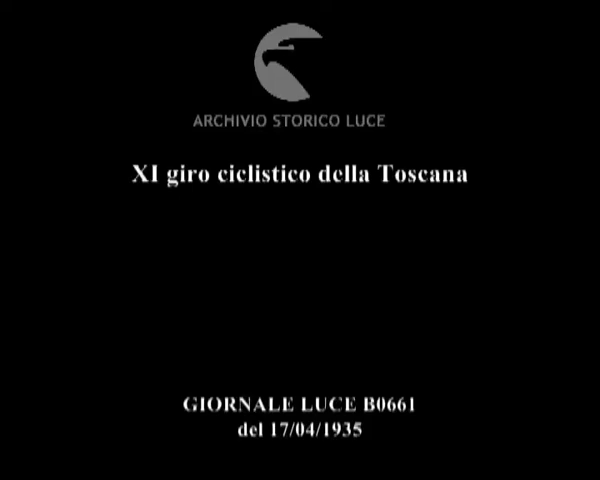 ARCHIVIO STORICO LUCE
XI giro ciclistico della Toscana
GIORNALE LUCE B0661
del 17/04/1935